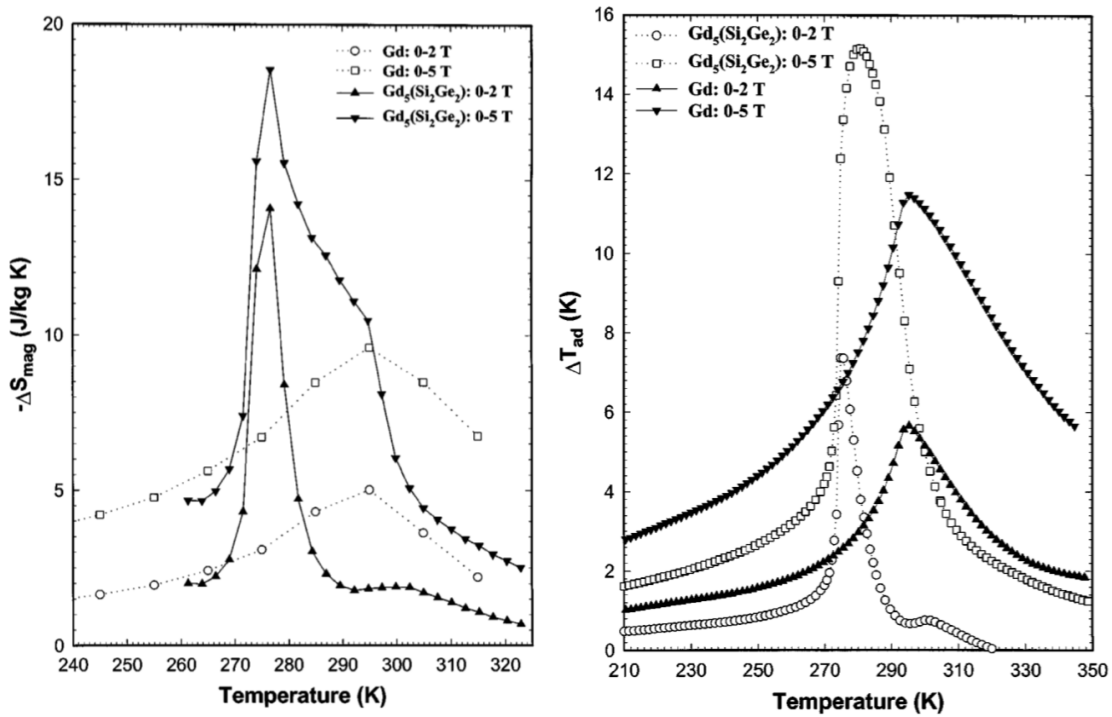 20
15
10
5
0
-ΔSmag (J/kg K)
Gd: 0-2 T
Gd: 0-5 T
Gd5(Si2Ge2): 0-2 T
Gd5(Si2Ge2): 0-5 T
240 250 260 270 280 290 300 310 320
Temperature (K)
16
14
12
10
8
6
4
2
0
ΔTad (K)
Gd5(Si2Ge2): 0-2 T
Gd5(Si2Ge2): 0-5 T
Gd: 0-2 T
Gd: 0-5 T
210 230 250 270 290 310 330 350
Temperature (K)